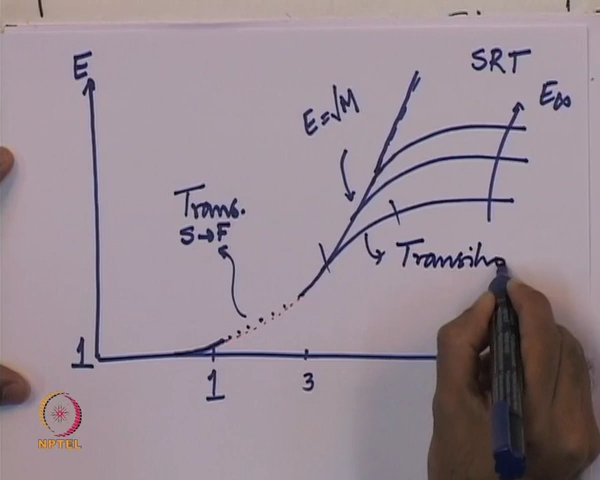 E
SRT
E∞
E=√M
Trans.
S→F
Transitio
1
1
3
NPTEL